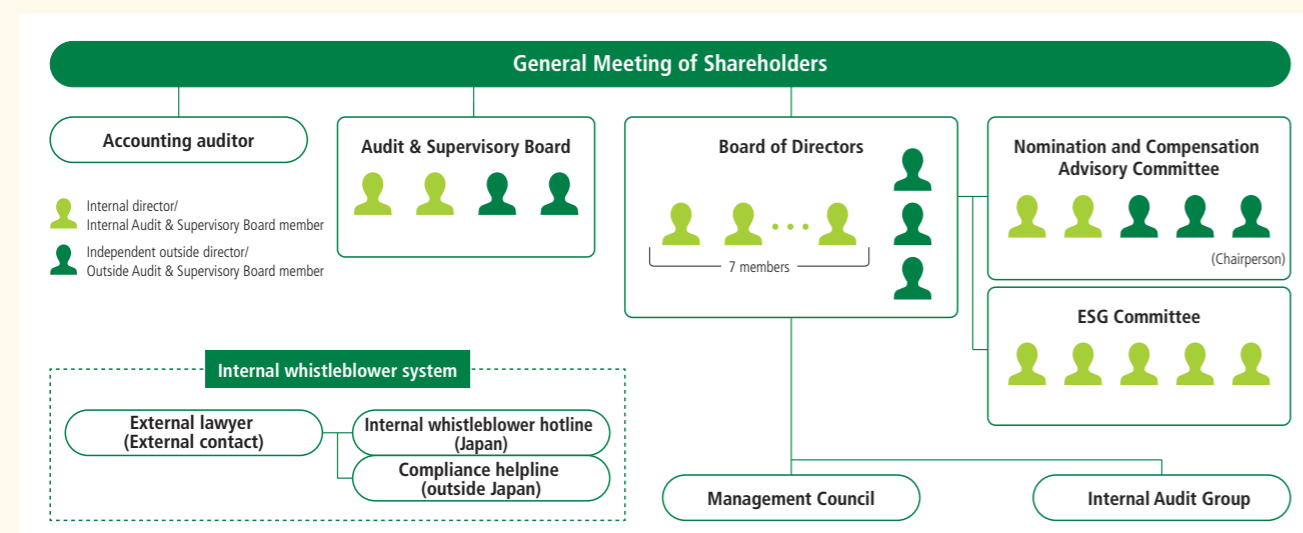 General Meeting of Shareholders
Accounting auditor
Internal director/
Internal Audit & Supervisory Board member
Independent outside director/
Outside Audit & Supervisory Board member
Audit & Supervisory Board
Board of Directors
7 members
Nomination and Compensation
Advisory Committee
(Chairperson)
ESG Committee
Internal whistleblower system
External lawyer
(External contact)
Internal whistleblower hotline
(Japan)
Compliance helpline
(outside Japan)
Management Council
Internal Audit Group